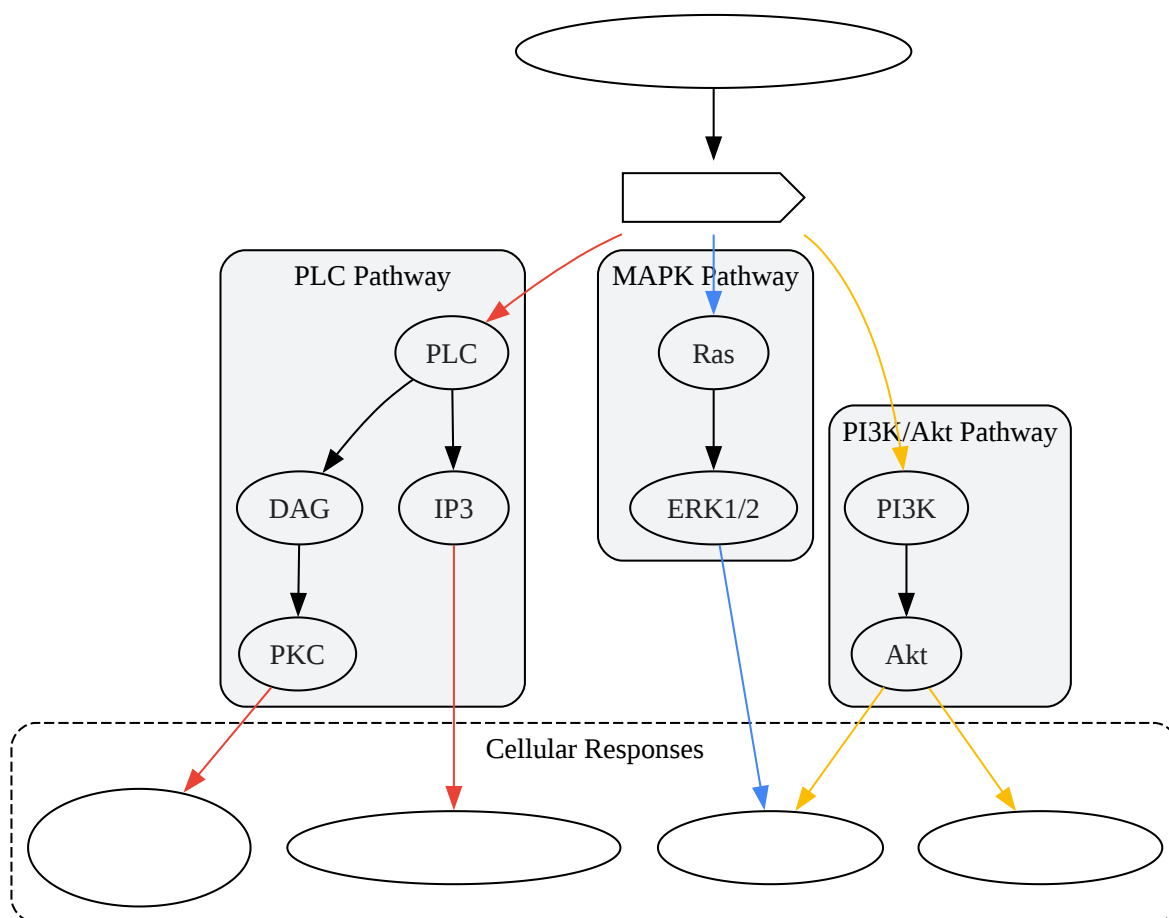 PLC Pathway
MAPK Pathway
PLC
Ras
PI3K/Akt Pathway
DAG
IP3
ERK1/2
PI3K
PKC
Akt
Cellular Responses